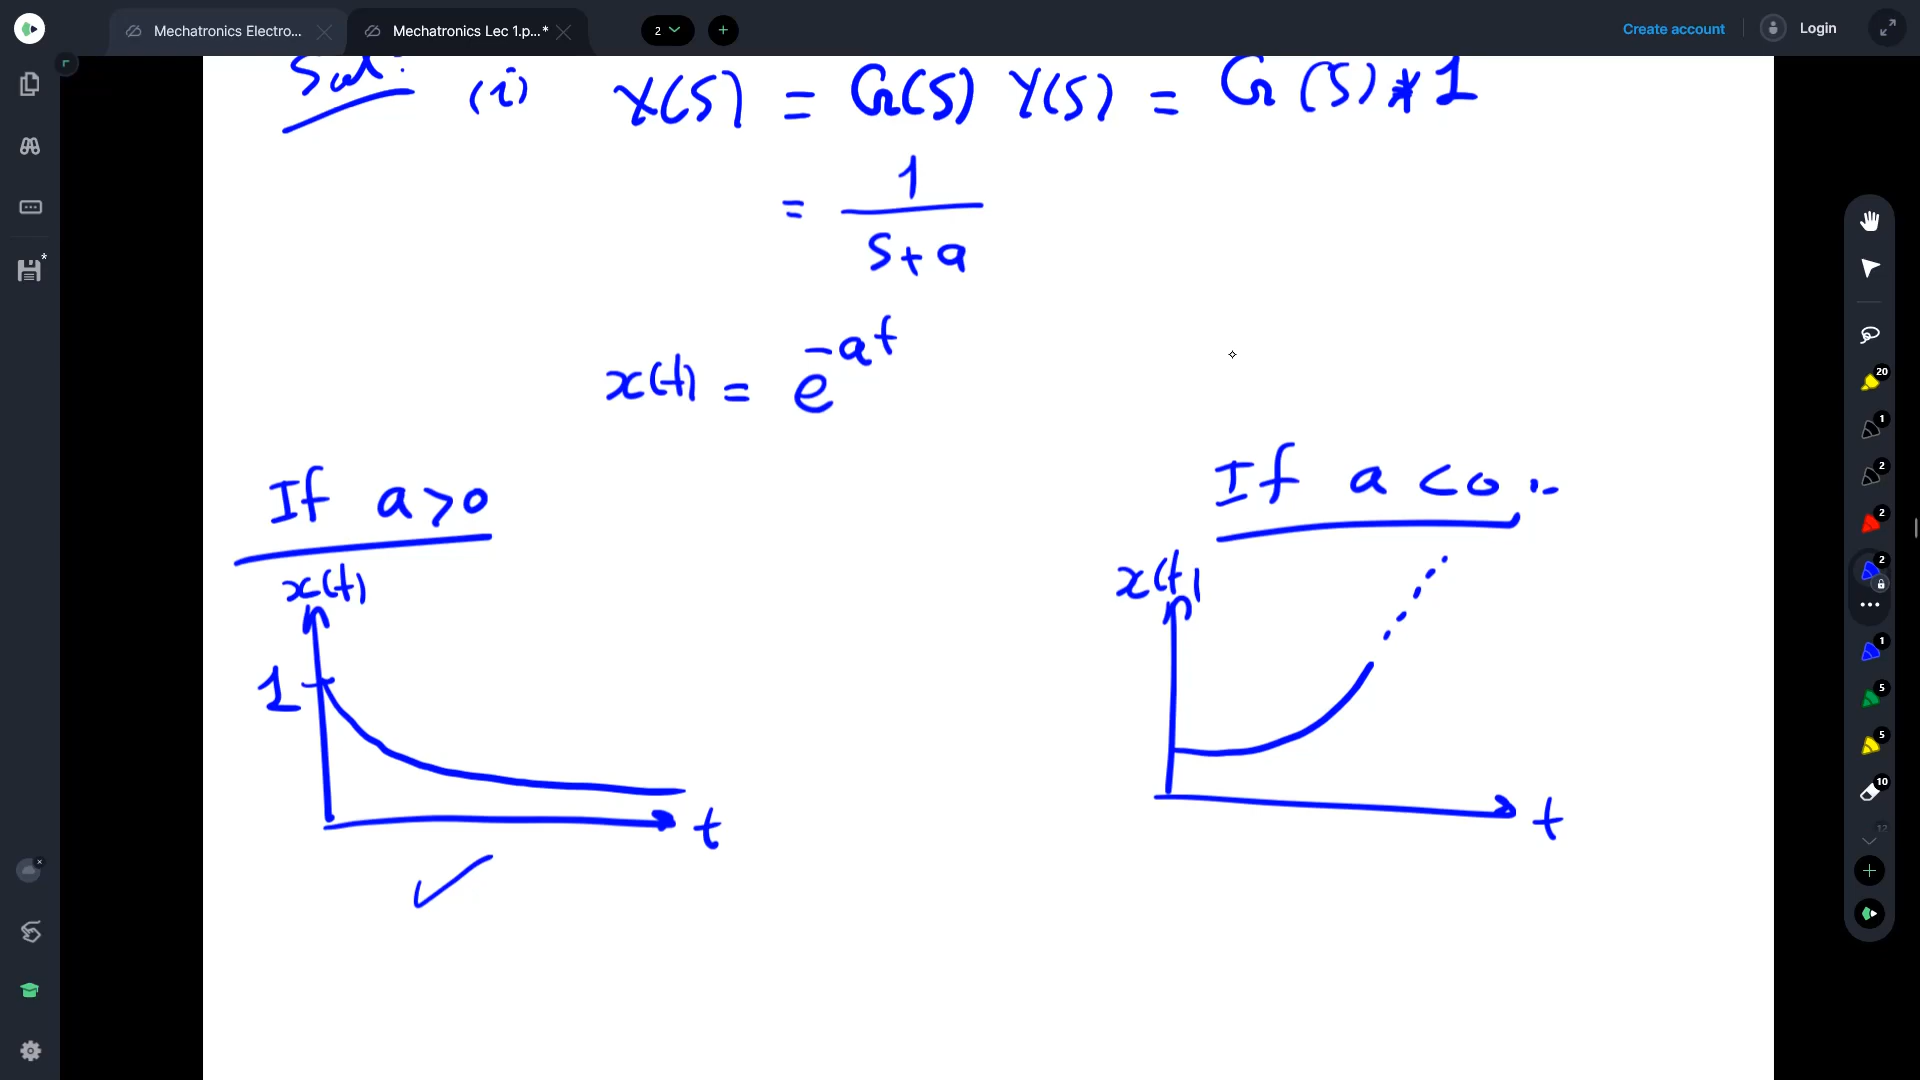 Mechatronics Electro...
Mechatronics Lec 1.p...*
2
Create account
Login
Sol:
(i) X(S) = G(S) Y(S) = G(S) * 1
= 1
S+a
x(t) = e^-at
If a>0
If a<0 :-
x(t)
x(t)
1
t
t
20
1
2
2
2
1
5
5
10
12